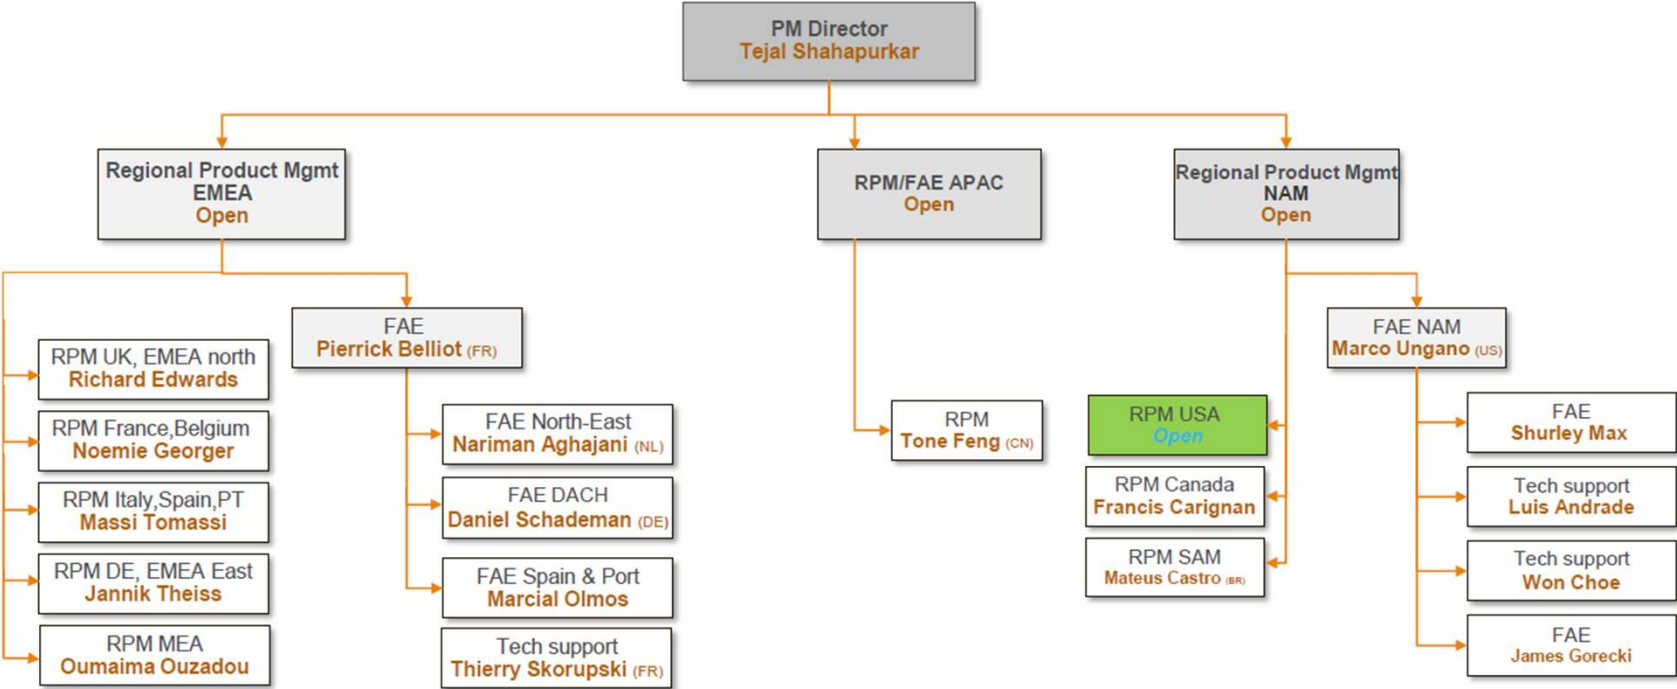 PM Director
Tejal Shahapurkar
Regional Product Mgmt
EMEA
Open
RPM/FAE APAC
Open
Regional Product Mgmt
NAM
Open
FAE
Pierrick Belliot (FR)
FAE NAM
Marco Ungano (US)
RPM UK, EMEA north
Richard Edwards
RPM France,Belgium
Noemie Georger
RPM Italy,Spain,PT
Massi Tomassi
RPM DE, EMEA East
Jannik Theiss
RPM MEA
Oumaima Ouzadou
FAE North-East
Nariman Aghajani (NL)
FAE DACH
Daniel Schademan (DE)
FAE Spain & Port
Marcial Olmos
Tech support
Thierry Skorupski (FR)
RPM
Tone Feng (CN)
RPM USA
Open
RPM Canada
Francis Carignan
RPM SAM
Mateus Castro (BR)
FAE
Shurley Max
Tech support
Luis Andrade
Tech support
Won Choe
FAE
James Gorecki